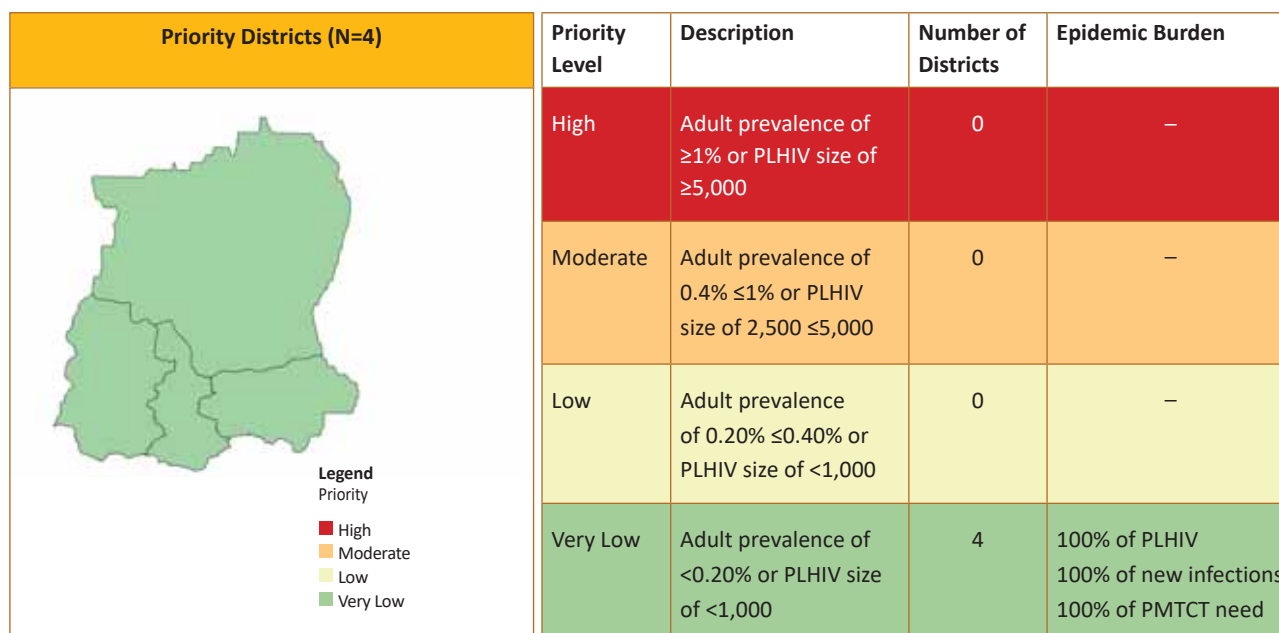 Priority Districts (N=4)
Legend
Priority
High
Moderate
Low
Very Low
Priority
Level
Description
Number of
Districts
Epidemic Burden
High
Adult prevalence of
≥1% or PLHIV size of
≥5,000
0
–
Moderate
Adult prevalence of
0.4% ≤1% or PLHIV
size of 2,500 ≤5,000
0
–
Low
Adult prevalence
of 0.20% ≤0.40% or
PLHIV size of <1,000
0
–
Very Low
Adult prevalence of
<0.20% or PLHIV size
of <1,000
4
100% of PLHIV
100% of new infections
100% of PMTCT need